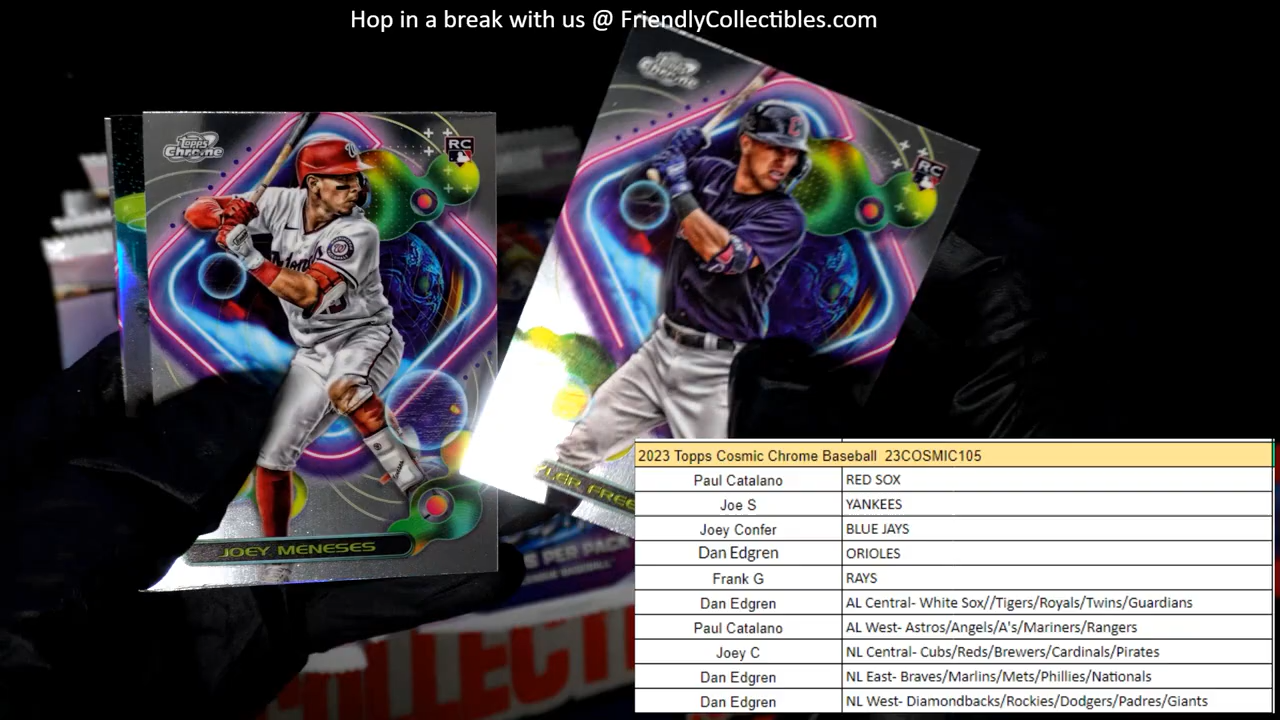 Hop in a break with us @ FriendlyCollectibles.com
Topps
Chrome
RC
Topps
Chrome
RC
JOEY MENESES
YLER FREE
PER PACK
2023 Topps Cosmic Chrome Baseball 23COSMIC105
Paul Catalano RED SOX
Joe S YANKEES
Joey Confer BLUE JAYS
Dan Edgren ORIOLES
Frank G RAYS
Dan Edgren AL Central- White Sox//Tigers/Royals/Twins/Guardians
Paul Catalano AL West- Astros/Angels/A's/Mariners/Rangers
Joey C NL Central- Cubs/Reds/Brewers/Cardinals/Pirates
Dan Edgren NL East- Braves/Marlins/Mets/Phillies/Nationals
Dan Edgren NL West- Diamondbacks/Rockies/Dodgers/Padres/Giants